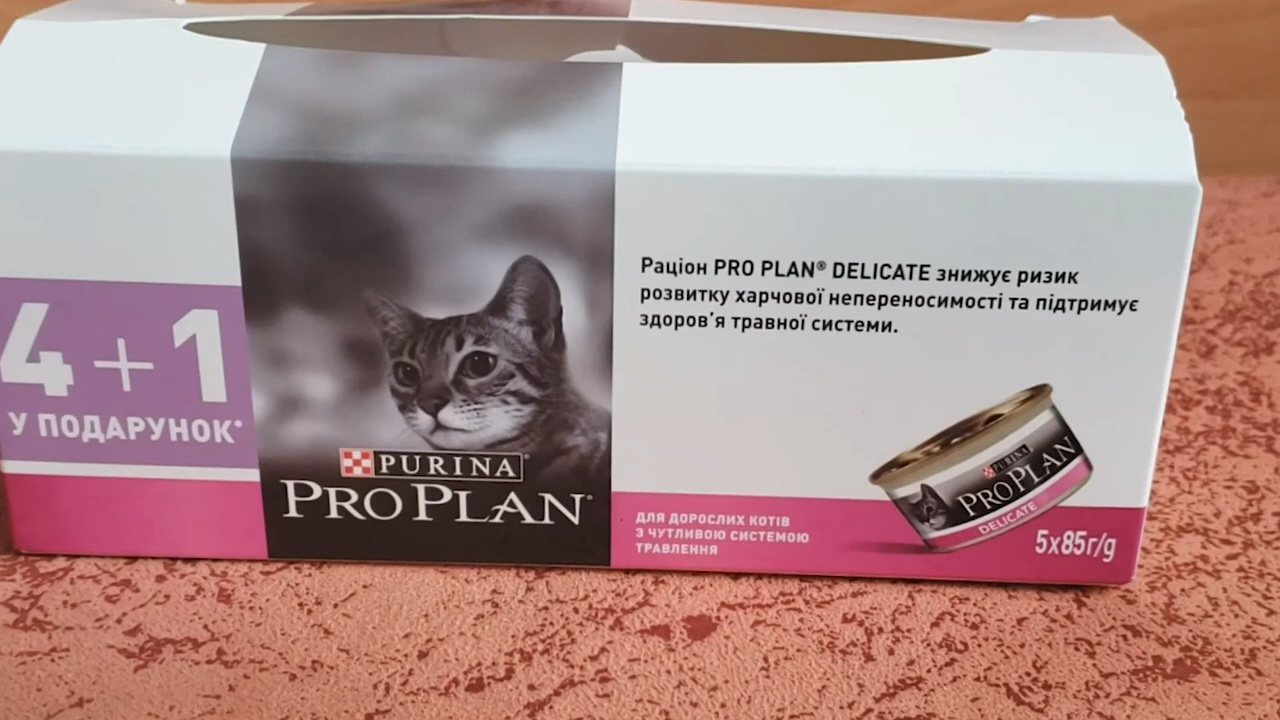 4+1
У ПОДАРУНОК*
PURINA
PRO PLAN®
Раціон PRO PLAN® DELICATE знижує ризик
розвитку харчової непереносимості та підтримує
здоров'я травної системи.
ДЛЯ ДОРОСЛИХ КОТІВ
З ЧУТЛИВОЮ СИСТЕМОЮ
ТРАВЛЕННЯ
PURINA
PRO PLAN
DELICATE
5x85г/g